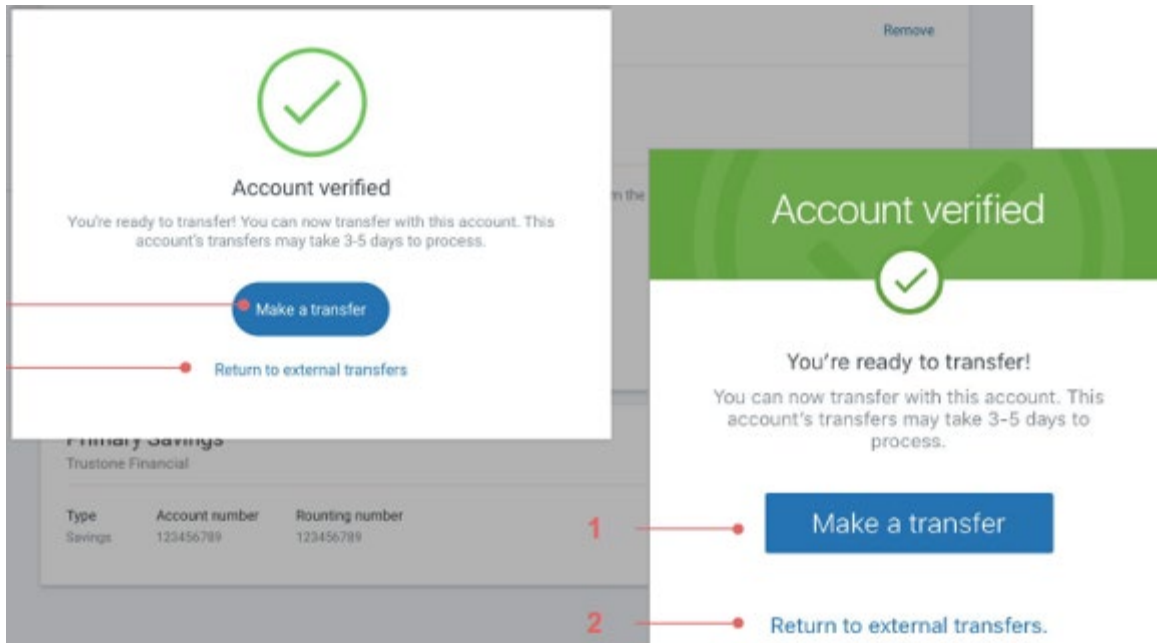 Remove
Account verified
You're ready to transfer! You can now transfer with this account. This
account's transfers may take 3-5 days to process.
Make a transfer
Return to external transfers
m the
Primary Savings
Trustone Financial
Type Account number Rounting number
Savings 123456789 123456789
Account verified
You're ready to transfer!
You can now transfer with this account. This
account's transfers may take 3-5 days to
process.
1 Make a transfer
2 Return to external transfers.